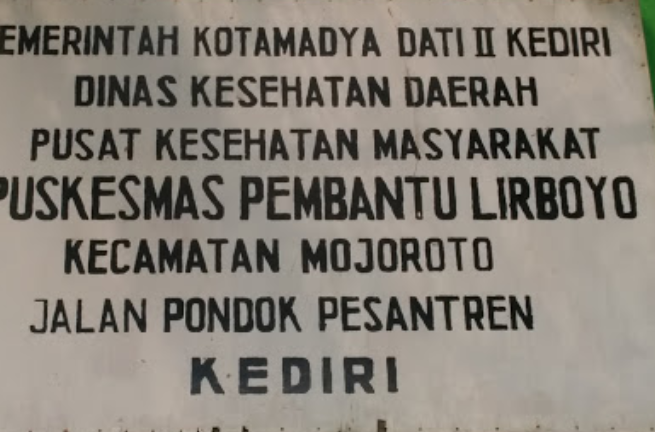 EMERINTAH KOTAMADYA DATI II KEDIRI
DINAS KESEHATAN DAERAH
PUSAT KESEHATAN MASYARAKAT
PUSKESMAS PEMBANTU LIRBOYO
KECAMATAN MOJOROTO
JALAN PONDOK PESANTREN
KEDIRI